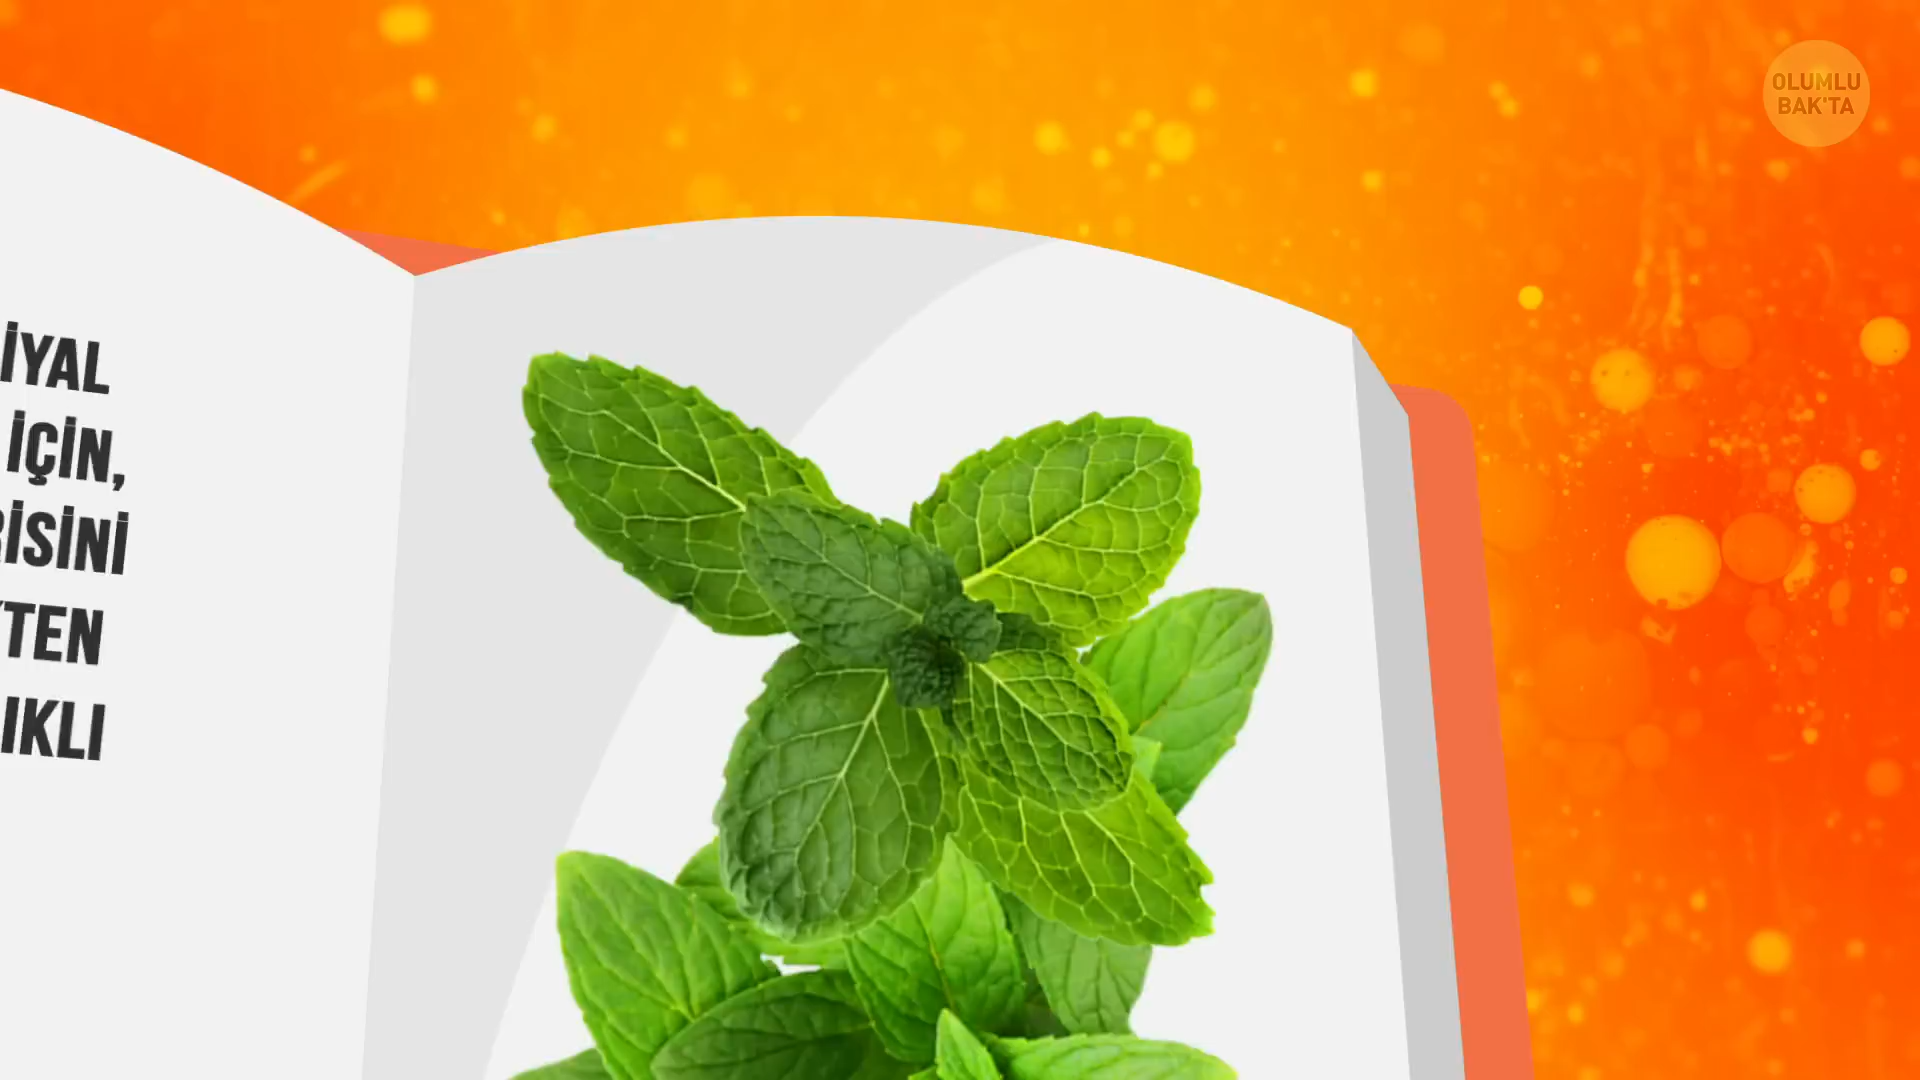 İYAL
İÇİN,
RİSİNİ
TEN
IKLI
OLUMLU
BAK'TA